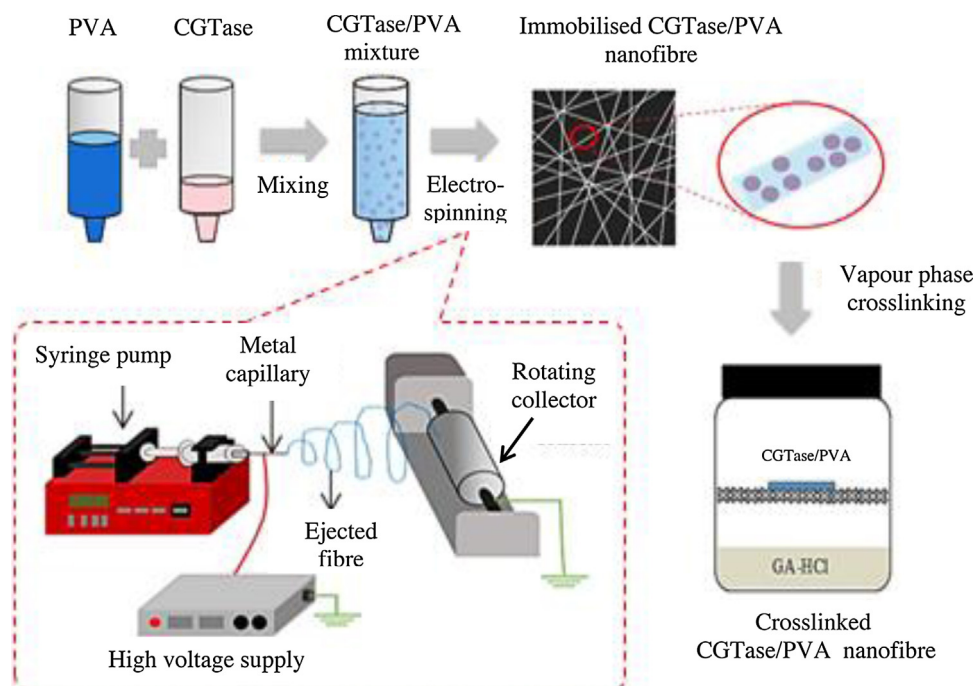 PVA
CGTase
CGTase/PVA
mixture
Immobilised CGTase/PVA
nanofibre
Mixing
Electro-
spinning
Vapour phase
crosslinking
Syringe pump
Metal
capillary
Rotating
collector
Ejected
fibre
High voltage supply
CGTase/PVA
GA-HCl
Crosslinked
CGTase/PVA nanofibre